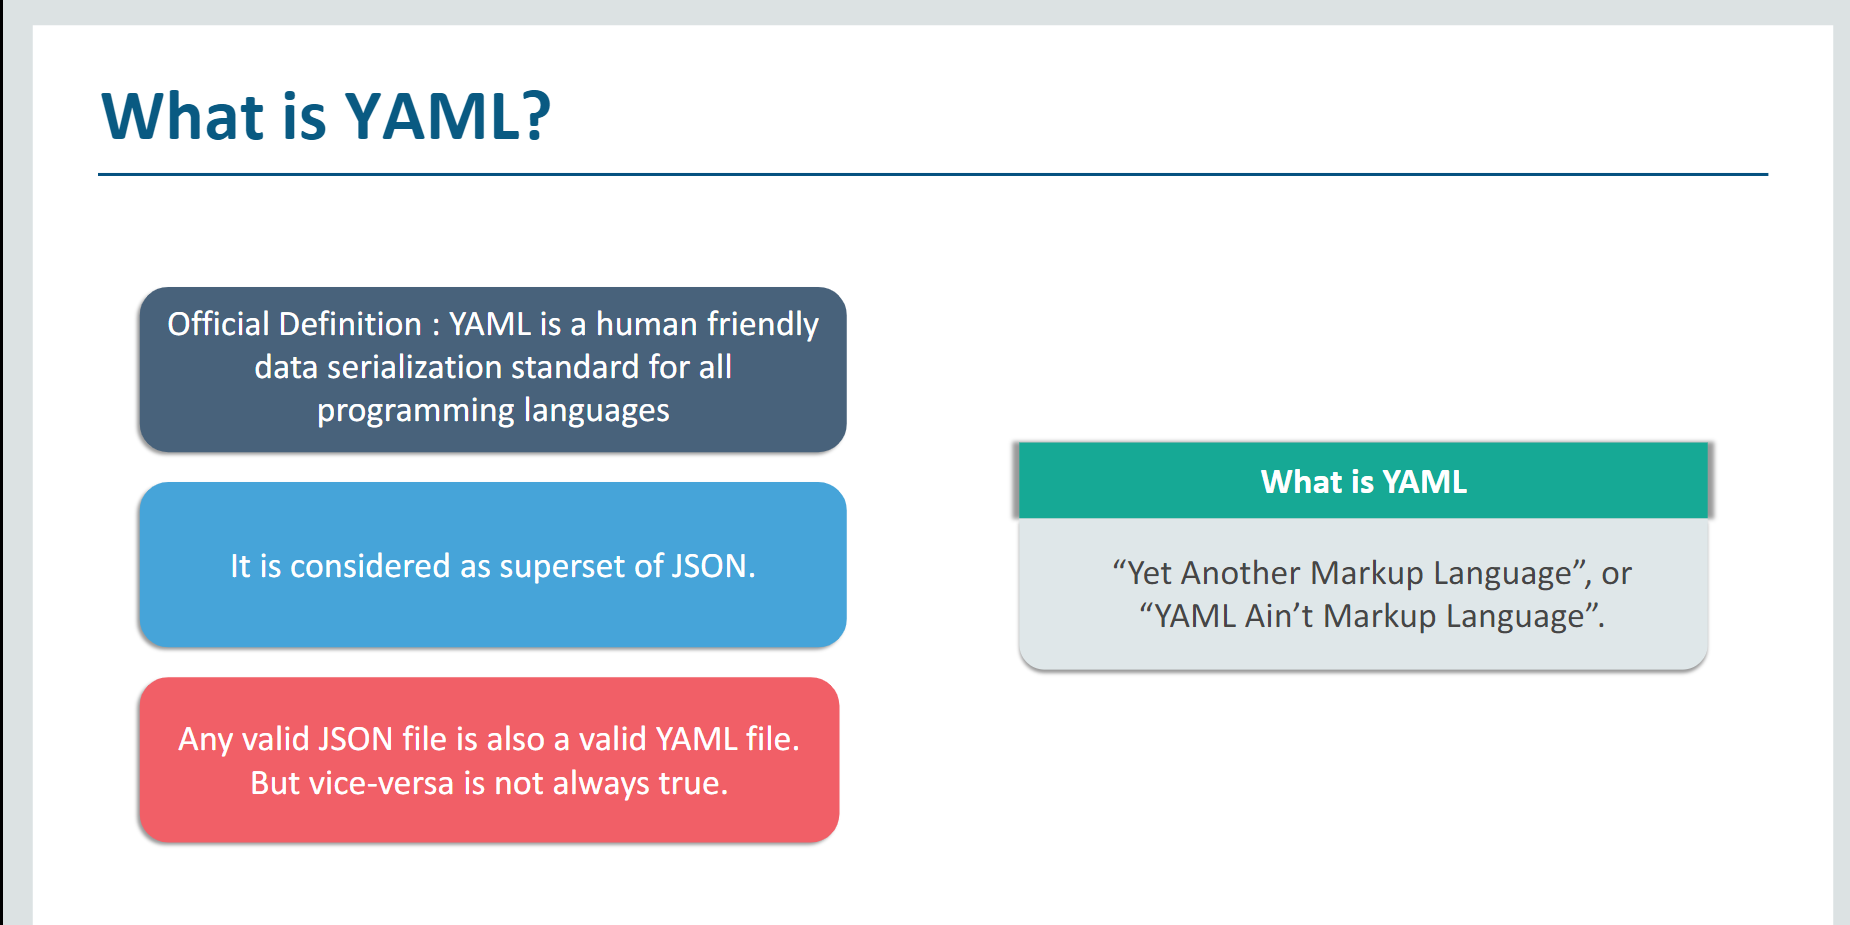 What is YAML?
Official Definition : YAML is a human friendly
data serialization standard for all
programming languages
It is considered as superset of JSON.
Any valid JSON file is also a valid YAML file.
But vice-versa is not always true.
What is YAML
“Yet Another Markup Language”, or
“YAML Ain’t Markup Language”.